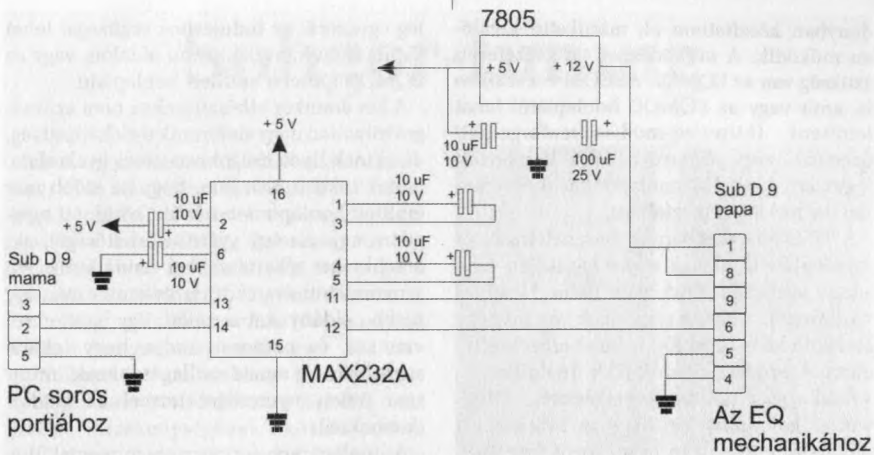 7805
+ 5 V
+ 12 V
+ 5 V
10 uF
10 V
100 uF
25 V
16
10 uF
10 V
10 uF
10 V
1
3
4
5
11
12
2
6
13
14
15
10 uF
10 V
10 uF
10 V
+ 5 V
Sub D 9
mama
3
2
5
PC soros
portjához
MAX232A
Sub D 9
papa
7
8
9
6
5
4
Az EQ
mechanikához